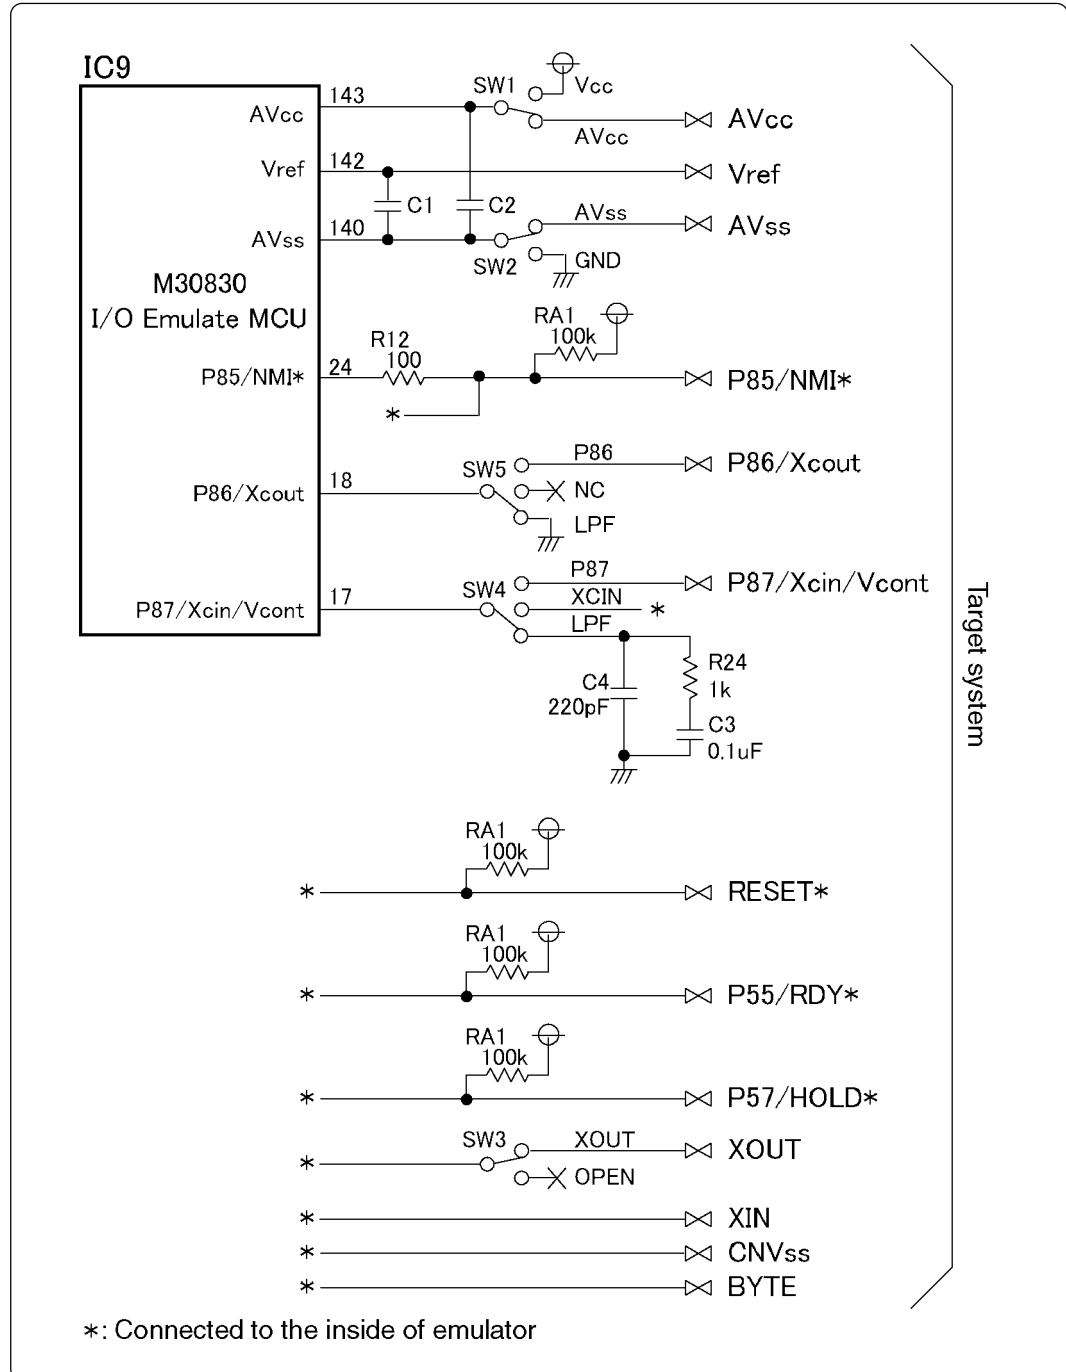 IC9
AVcc 143 SW1 Vcc
AVcc AVcc
Vref 142 Vref
C1 C2
AVss 140 AVss AVss
SW2 GND
M30830
I/O Emulate MCU
RA1
100k
R12
100
P85/NMI* 24 P85/NMI*
*
P86 P86/Xcout
SW5
P86/Xcout 18 NC
LPF
P87 P87/Xcin/Vcont
SW4
P87/Xcin/Vcont 17 XCIN *
LPF
R24
1k
C4
220pF
C3
0.1uF
Target system
RA1
100k
* RESET*
RA1
100k
* P55/RDY*
RA1
100k
* P57/HOLD*
SW3 XOUT XOUT
*
OPEN
* XIN
* CNVss
* BYTE
*: Connected to the inside of emulator